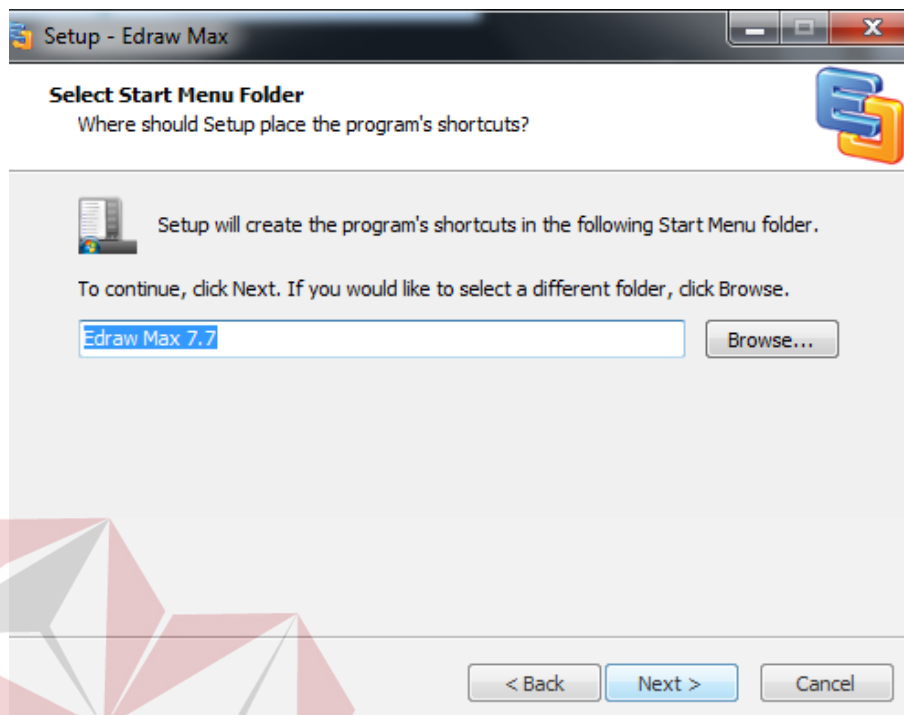 Setup - Edraw Max
Select Start Menu Folder
Where should Setup place the program's shortcuts?
Setup will create the program's shortcuts in the following Start Menu folder.
To continue, click Next. If you would like to select a different folder, click Browse.
Edraw Max 7.7
Browse...
< Back
Next >
Cancel